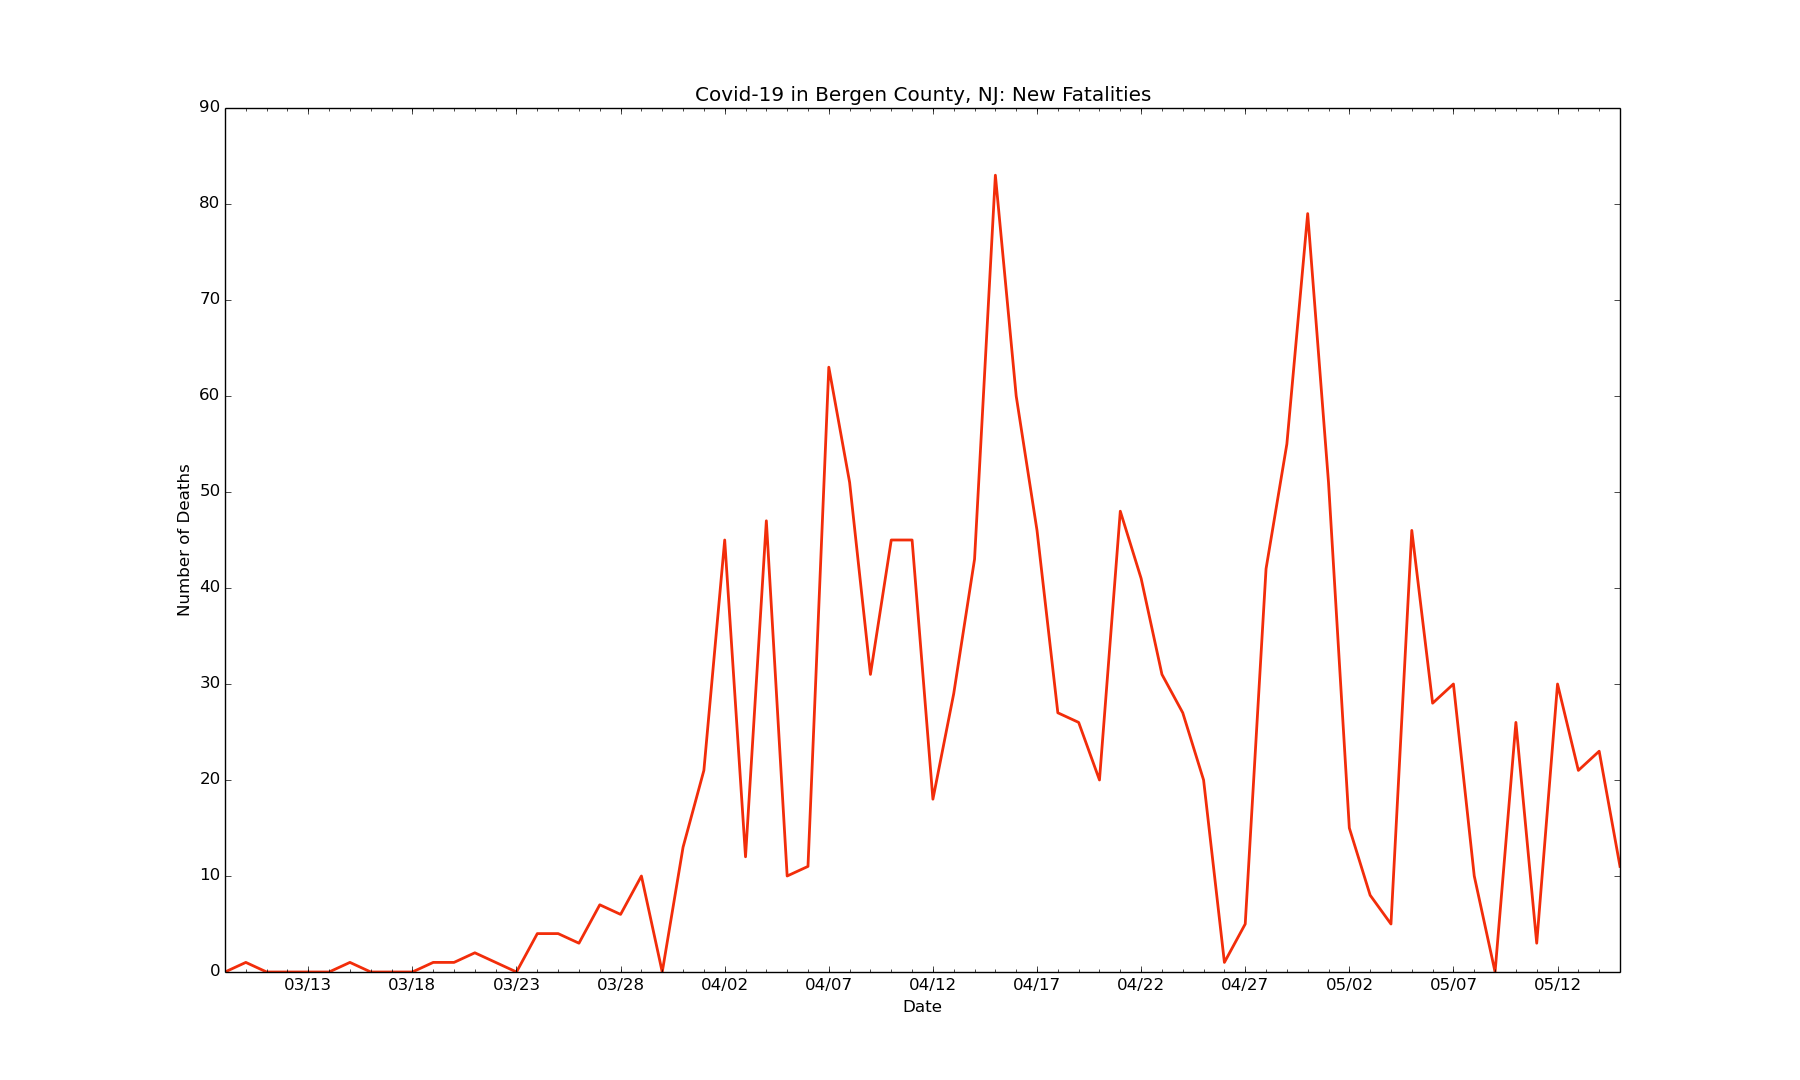 Covid-19 in Bergen County, NJ: New Fatalities
90
80
70
60
50
40
30
20
10
0
Number of Deaths
03/13 03/18 03/23 03/28 04/02 04/07 04/12 04/17 04/22 04/27 05/02 05/07 05/12
Date